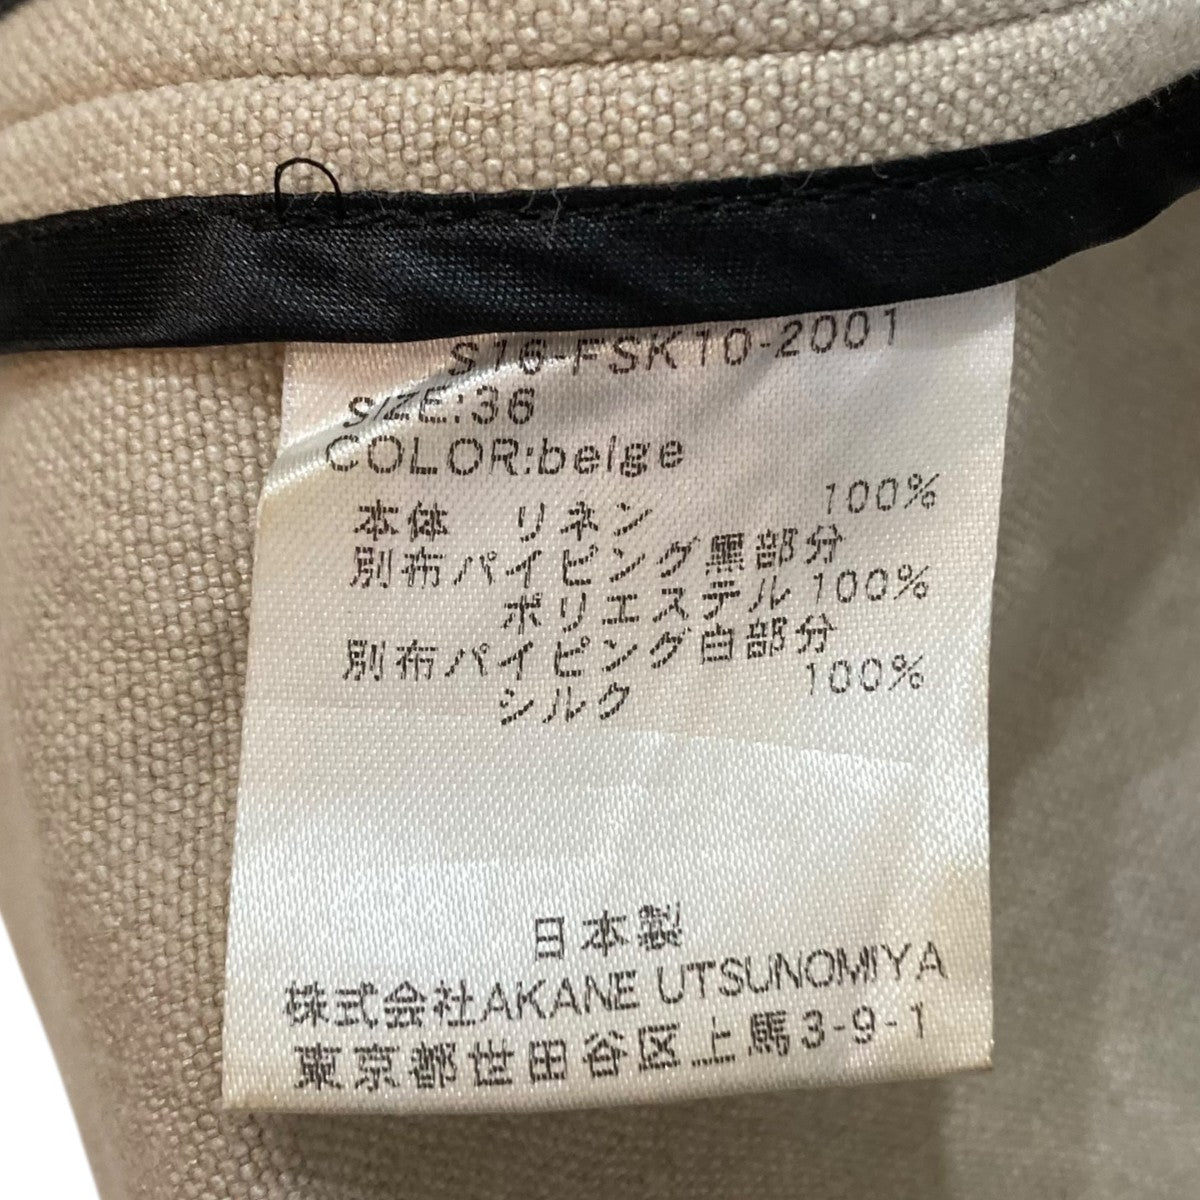 S16-FSK10-2001
SIZE:36
COLOR:beige
本体 リネン 100%
別布パイピング黒部分
ポリエステル100%
別布パイピング白部分
シルク 100%
日本製
株式会社AKANE UTSUNOMIYA
東京都世田谷区上馬3-9-1